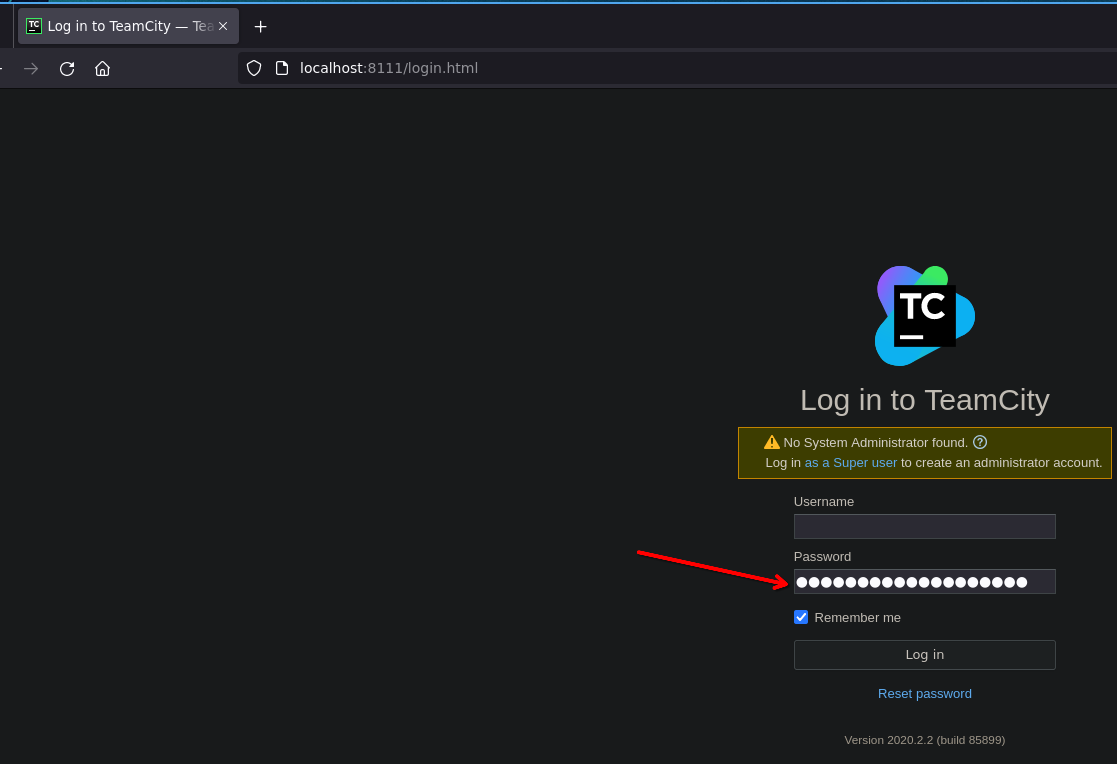 TC Log in to TeamCity — Tea
localhost:8111/login.html
TC
Log in to TeamCity
No System Administrator found.
Log in as a Super user to create an administrator account.
Username
Password
Remember me
Log in
Reset password
Version 2020.2.2 (build 85899)